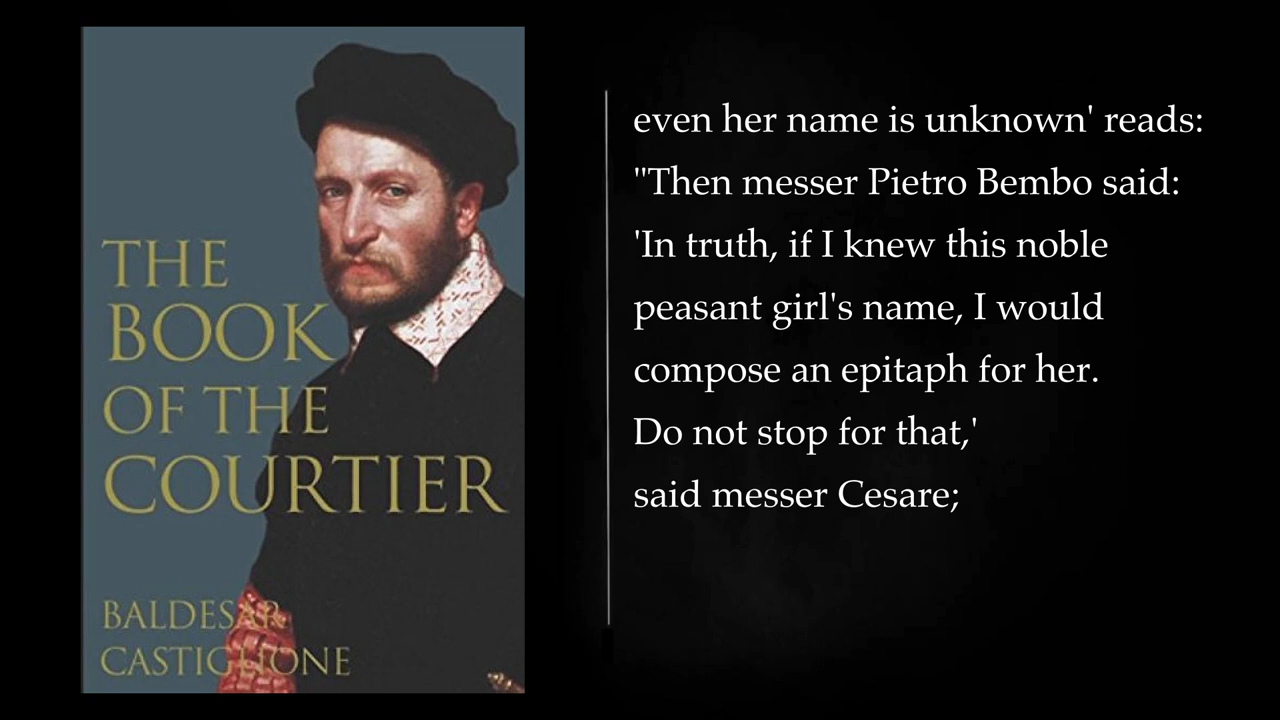 THE
BOOK
OF THE
COURTIER
BALDESAR
CASTIGLIONE
even her name is unknown' reads:
"Then messer Pietro Bembo said:
'In truth, if I knew this noble
peasant girl's name, I would
compose an epitaph for her.
Do not stop for that,'
said messer Cesare;